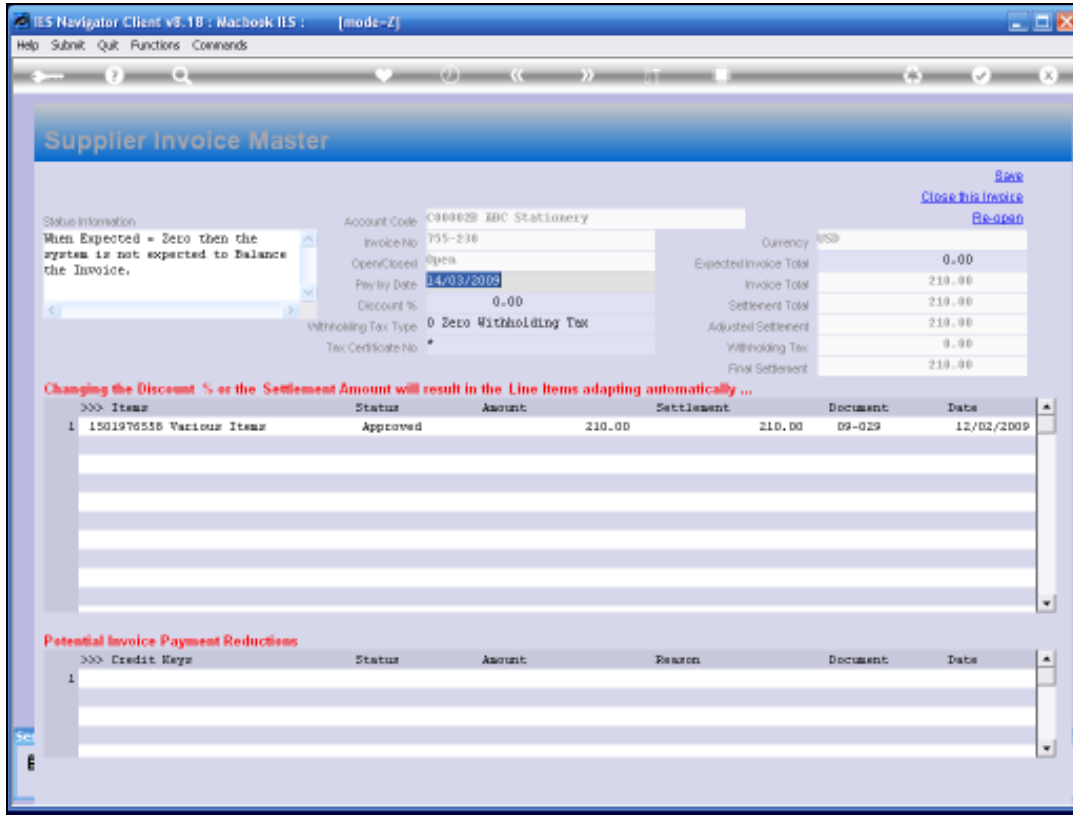 IES Navigator Client v8.18 : Macbook IES :     [mode-Z]
Help Submit Quit Functions Commands
Supplier Invoice Master
Save
Close this Invoice
Re-open
Status Information
When Expected = Zero then the
system is not expected to Balance
the Invoice.
Account Code C000028 ABC Stationery
Invoice No 755-230
Open/Closed Open
Pay by Date 14/03/2009
Discount % 0.00
Withholding Tax Type 0 Zero Withholding Tax
Tax Certificate No *
Currency USD
Expected Invoice Total 0.00
Invoice Total 210.00
Settlement Total 210.00
Adjusted Settlement 210.00
Withholding Tax 0.00
Final Settlement 210.00
Changing the Discount % or the Settlement Amount will result in the Line Items adapting automatically ...
>>> Items Status Amount Settlement Document Date
1 1501976558 Various Items Approved 210.00 210.00 09-029 12/02/2009
Potential Invoice Payment Reductions
>>> Credit Keys Status Amount Reason Document Date
1